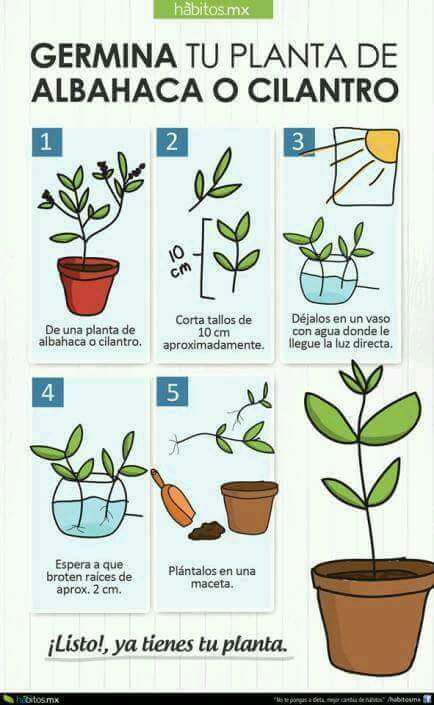 hábitos.mx
GERMINA TU PLANTA DE
ALBAHACA O CILANTRO
1
De una planta de
albahaca o cilantro.
2
10
cm
Corta tallos de
10 cm
aproximadamente.
3
Déjalos en un vaso
con agua donde le
llegue la luz directa.
4
Espera a que
broten raíces de
aprox. 2 cm.
5
Plántalos en una
maceta.
¡Listo!, ya tienes tu planta.
hábitos.mx
"No te pongas a dieta, mejor cambia de hábitos" /habitosmx f